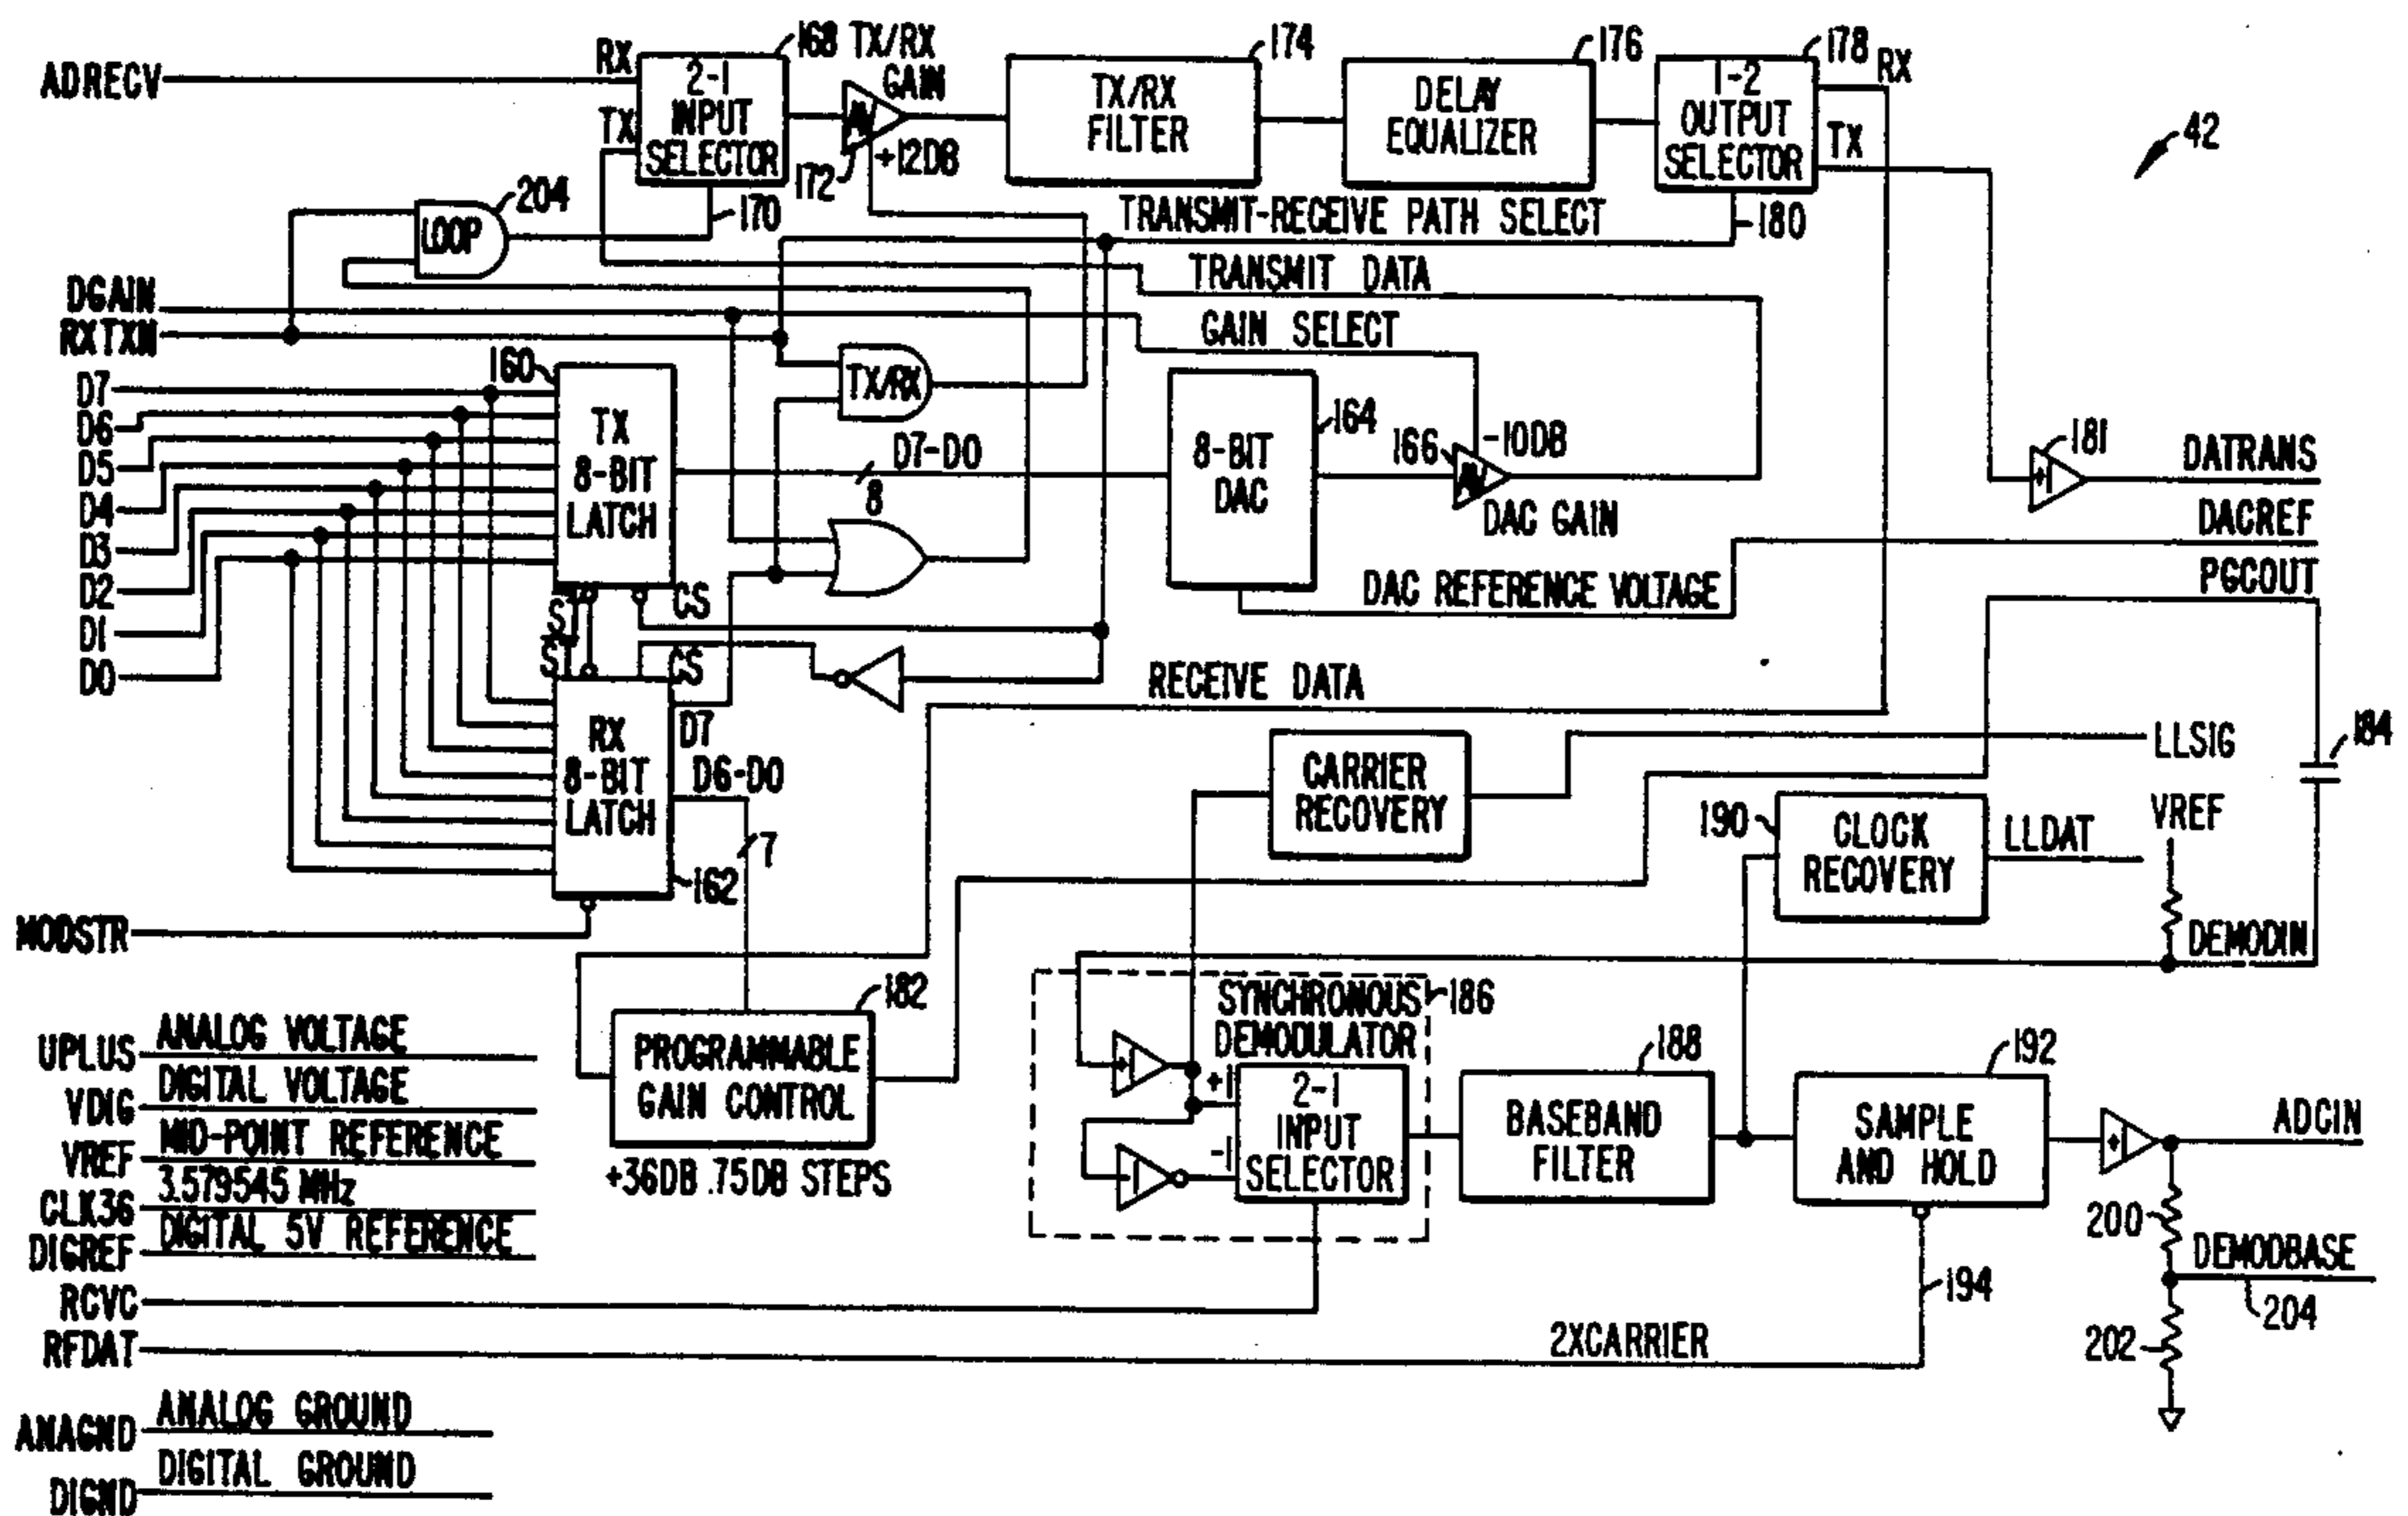 168 TX/RX GAIN
174
176
178
RX
ADRECV
RX
2-1
INPUT
SELECTOR
TX
172
+12DB
TX/RX
FILTER
DELAY
EQUALIZER
1-2
OUTPUT
SELECTOR
TX
42
204
LOOP
170
TRANSMIT-RECEIVE PATH SELECT
180
TRANSMIT DATA
DGAIN
RXTXN
GAIN SELECT
160
TX/RX
D7
D6
D5
D4
D3
D2
D1
D0
TX
8-BIT
LATCH
D7-D0
8
8-BIT
DAC
164
166
-10DB
DAC GAIN
181
DATRANS
DACREF
PGCOUT
DAC REFERENCE VOLTAGE
S
CS
S
CS
RECEIVE DATA
RX
8-BIT
LATCH
D7
D6-D0
7
162
CARRIER
RECOVERY
LLSIG
184
190
CLOCK
RECOVERY
LLDAT
VREF
MODSTR
DEMODIN
182
PROGRAMMABLE
GAIN CONTROL
+36DB .75DB STEPS
SYNCHRONOUS
DEMODULATOR
186
+1
-1
2-1
INPUT
SELECTOR
188
BASEBAND
FILTER
192
SAMPLE
AND HOLD
ADCIN
200
DEMODBASE
204
202
194
UPLUS ANALOG VOLTAGE
VDIG DIGITAL VOLTAGE
VREF MID-POINT REFERENCE
CLK36 3.579545 MHz
DIGREF DIGITAL 5V REFERENCE
RCVC
RFDAT
2XCARRIER
ANAGND ANALOG GROUND
DIGND DIGITAL GROUND